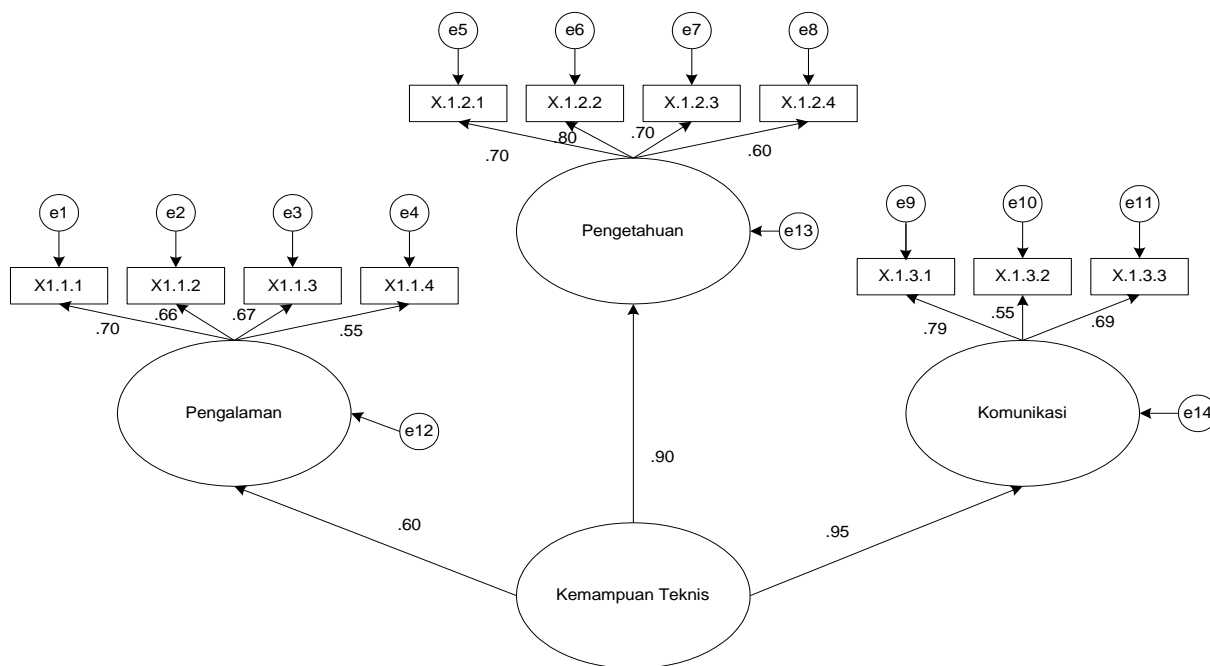 e5 e6 e7 e8
X.1.2.1 X.1.2.2 X.1.2.3 X.1.2.4
.70 .80 .70 .60
Pengetahuan
e13
e1 e2 e3 e4
X1.1.1 X1.1.2 X1.1.3 X1.1.4
.70 .66 .67 .55
Pengalaman
e12
e9 e10 e11
X.1.3.1 X.1.3.2 X.1.3.3
.79 .55 .69
Komunikasi
e14
.60 .90 .95
Kemampuan Teknis